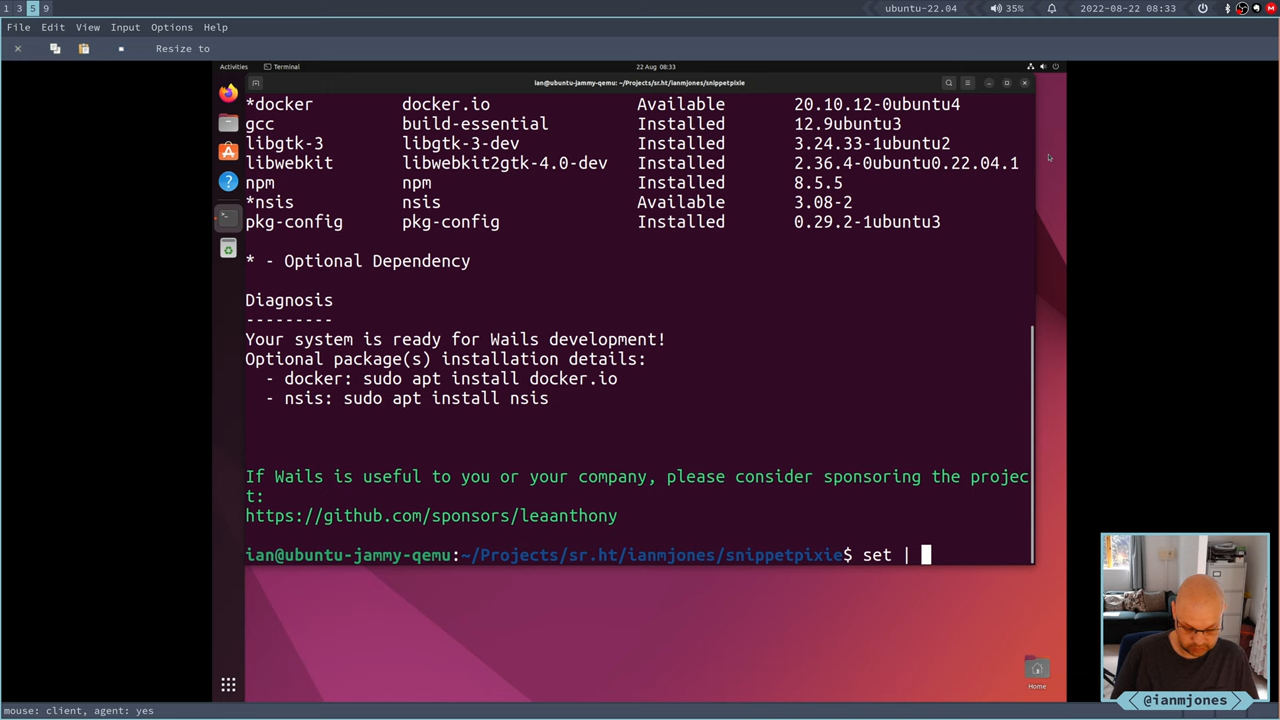 1 3 5 9
ubuntu-22.04 35% 2022-08-22 08:33
File Edit View Input Options Help
Resize to
Activities Terminal 22 Aug 08:33
ian@ubuntu-jammy-qemu: ~/Projects/sr.ht/ianmjones/snippetpixie
*docker docker.io Available 20.10.12-0ubuntu4
gcc build-essential Installed 12.9ubuntu3
libgtk-3 libgtk-3-dev Installed 3.24.33-1ubuntu2
libwebkit libwebkit2gtk-4.0-dev Installed 2.36.4-0ubuntu0.22.04.1
npm npm Installed 8.5.5
*nsis nsis Available 3.08-2
pkg-config pkg-config Installed 0.29.2-1ubuntu3
* - Optional Dependency
Diagnosis
---------
Your system is ready for Wails development!
Optional package(s) installation details:
- docker: sudo apt install docker.io
- nsis: sudo apt install nsis
If Wails is useful to you or your company, please consider sponsoring the projec
t:
https://github.com/sponsors/leaanthony
ian@ubuntu-jammy-qemu:~/Projects/sr.ht/ianmjones/snippetpixie$ set |
Home
@ianmjones
mouse: client, agent: yes